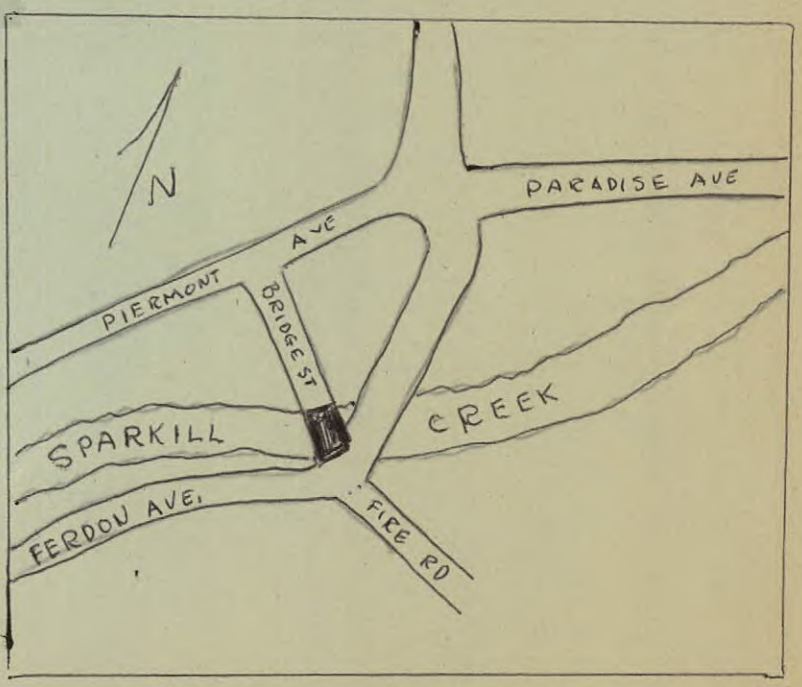 N
PARADISE AVE
PIERMONT AVE
BRIDGE ST
SPARKILL CREEK
FERDON AVE.
FIRE RD